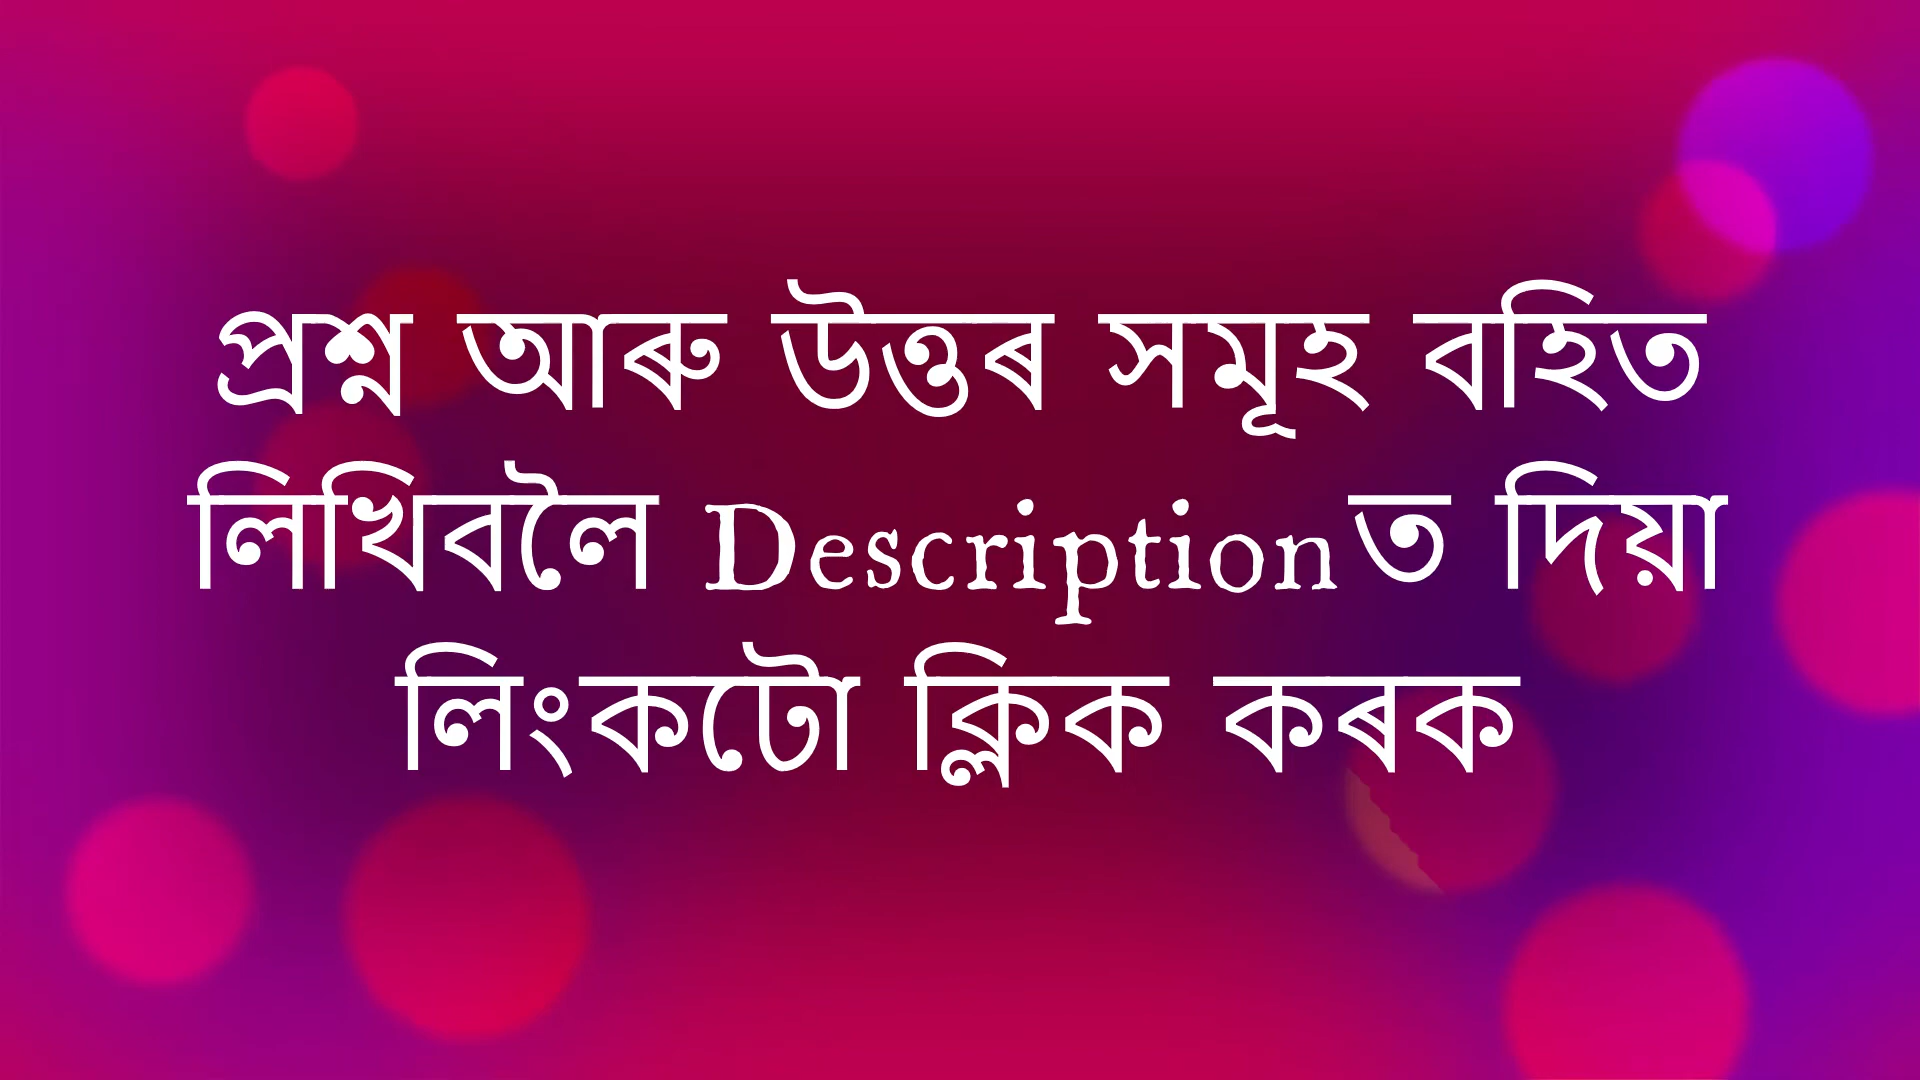 প্ৰশ্ন আৰু উত্তৰ সমূহ বহিত
লিখিবলৈ Descriptionত দিয়া
লিংকটো ক্লিক কৰক